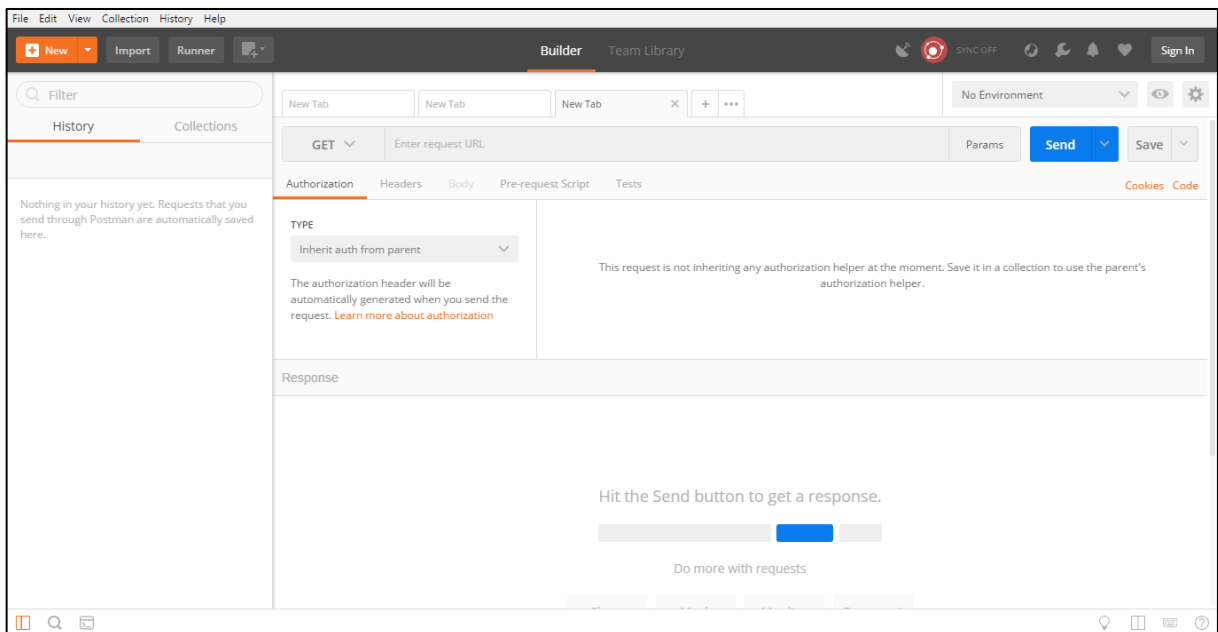 File Edit View Collection History Help
New Import Runner Builder Team Library SYNC OFF Sign In
Filter
History Collections
Nothing in your history yet. Requests that you
send through Postman are automatically saved
here.
New Tab New Tab New Tab No Environment
GET Enter request URL Params Send Save
Authorization Headers Body Pre-request Script Tests Cookies Code
TYPE
Inherit auth from parent
The authorization header will be
automatically generated when you send the
request. Learn more about authorization
This request is not inheriting any authorization helper at the moment. Save it in a collection to use the parent's
authorization helper.
Response
Hit the Send button to get a response.
Do more with requests